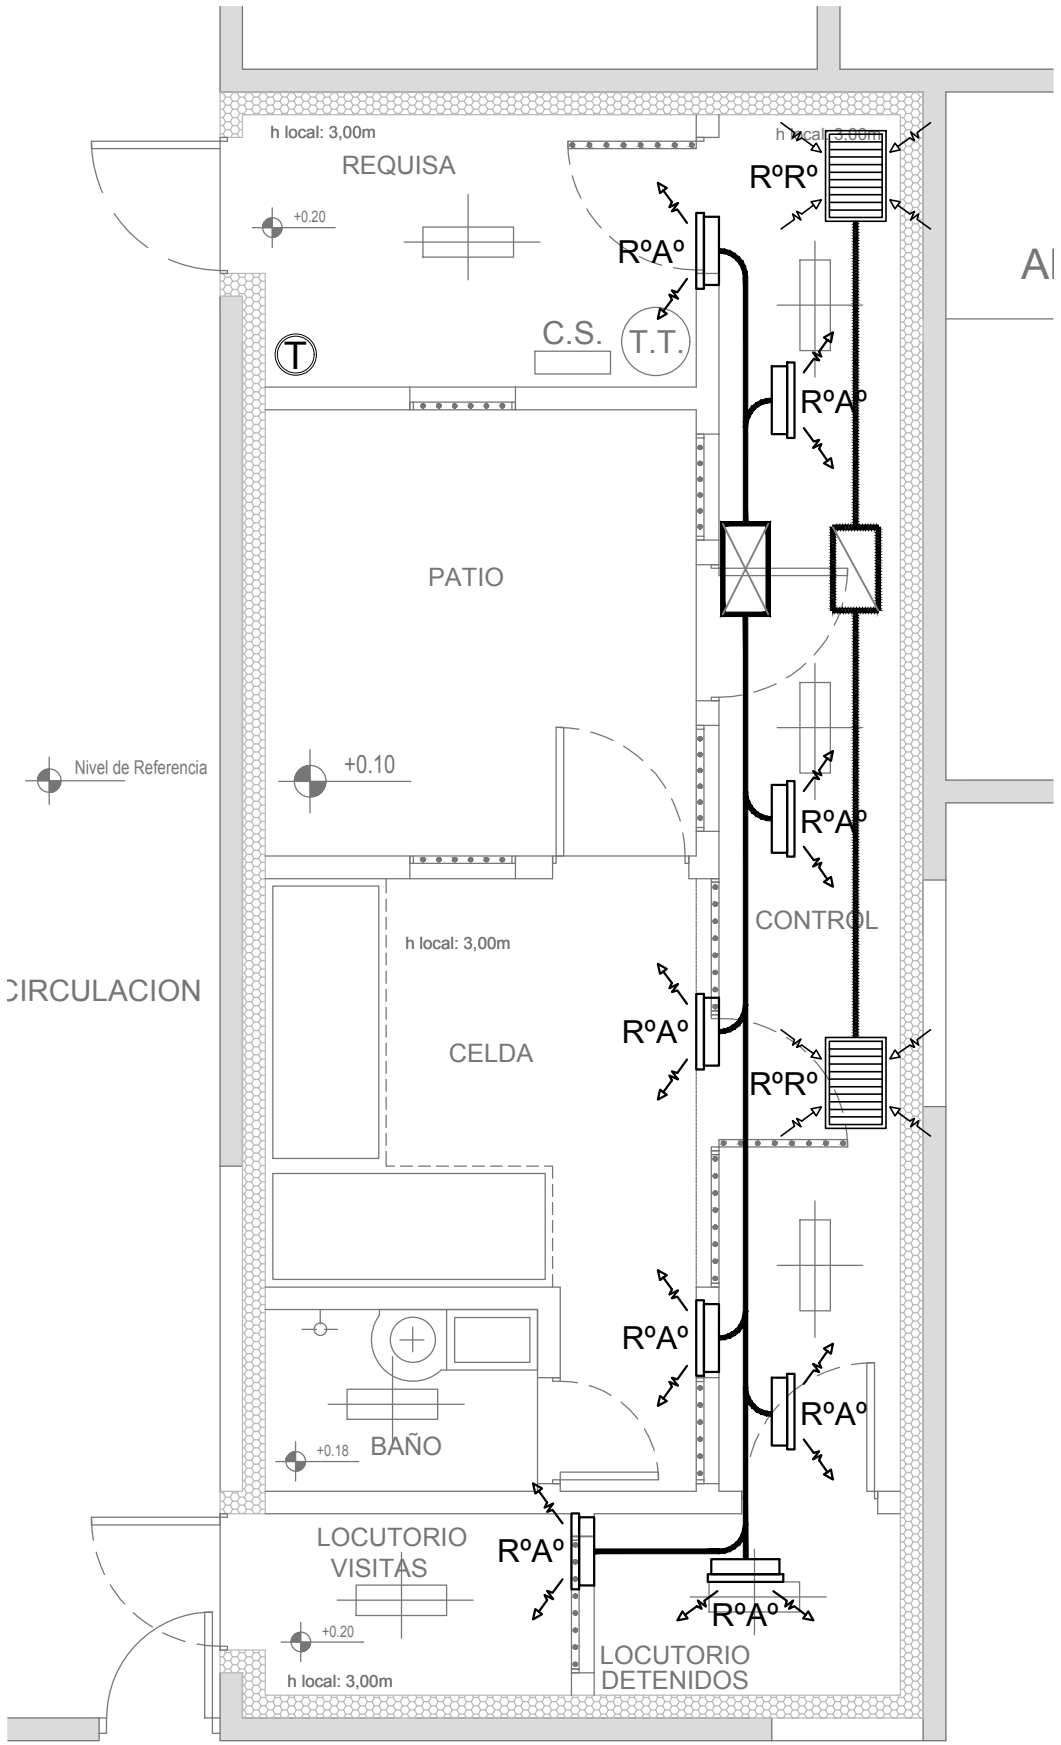 h local: 3,00m
h local: 3,00m
REQUISA
RºRº
+0.20
RºAº
AI
C.S.
T.T.
T
RºAº
PATIO
+0.10
Nivel de Referencia
RºAº
CONTROL
h local: 3,00m
CIRCULACION
RºAº
CELDA
RºRº
RºAº
RºAº
+0.18
BAÑO
LOCUTORIO
VISITAS
RºAº
RºAº
+0.20
LOCUTORIO
DETENIDOS
h local: 3,00m